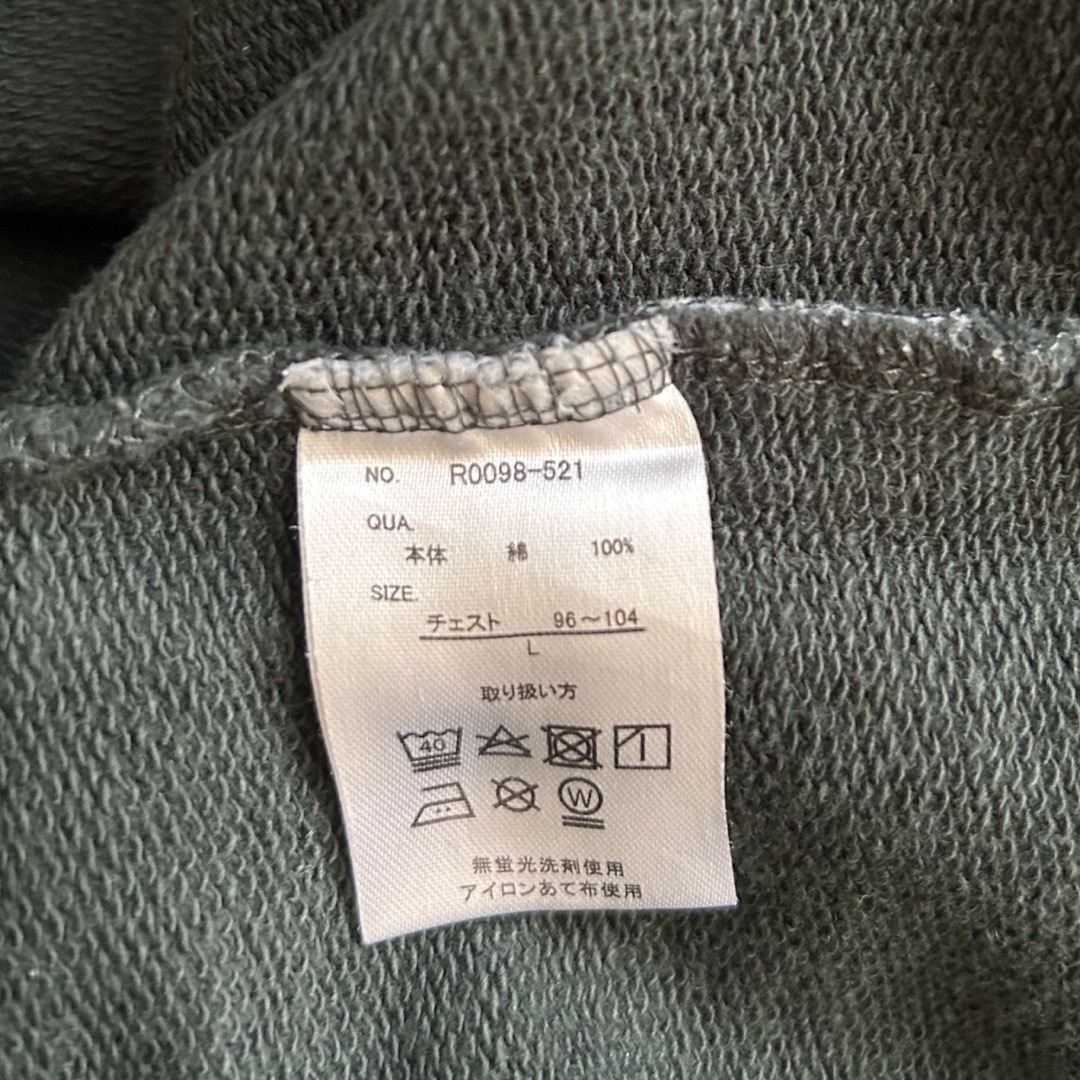 NO. R0098-521
QUA.
本体 綿 100%
SIZE.
チェスト 96～104
L
取り扱い方
40
W
無蛍光洗剤使用
アイロンあて布使用